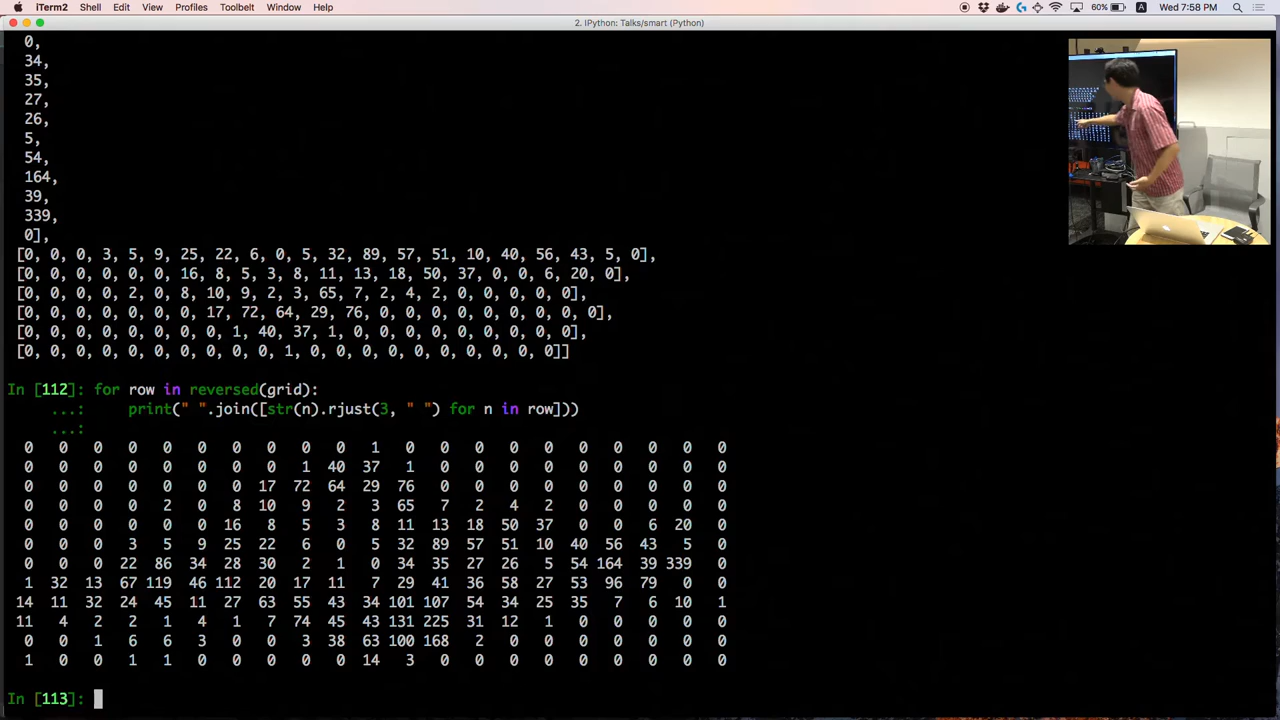 iTerm2 Shell Edit View Profiles Toolbelt Window Help 60% A Wed 7:58 PM
2. IPython: Talks/smart (Python)
0,
34,
35,
27,
26,
5,
54,
164,
39,
339,
0],
[0, 0, 0, 3, 5, 9, 25, 22, 6, 0, 5, 32, 89, 57, 51, 10, 40, 56, 43, 5, 0],
[0, 0, 0, 0, 0, 0, 16, 8, 5, 3, 8, 11, 13, 18, 50, 37, 0, 0, 6, 20, 0],
[0, 0, 0, 0, 2, 0, 8, 10, 9, 2, 3, 65, 7, 2, 4, 2, 0, 0, 0, 0, 0],
[0, 0, 0, 0, 0, 0, 0, 17, 72, 64, 29, 76, 0, 0, 0, 0, 0, 0, 0, 0, 0],
[0, 0, 0, 0, 0, 0, 0, 0, 1, 40, 37, 1, 0, 0, 0, 0, 0, 0, 0, 0, 0],
[0, 0, 0, 0, 0, 0, 0, 0, 0, 0, 1, 0, 0, 0, 0, 0, 0, 0, 0, 0, 0]]
In [112]: for row in reversed(grid):
...: print(" ".join([str(n).rjust(3, " ") for n in row]))
...:
0 0 0 0 0 0 0 0 0 0 1 0 0 0 0 0 0 0 0 0 0
0 0 0 0 0 0 0 0 1 40 37 1 0 0 0 0 0 0 0 0 0
0 0 0 0 0 0 0 17 72 64 29 76 0 0 0 0 0 0 0 0 0
0 0 0 0 2 0 8 10 9 2 3 65 7 2 4 2 0 0 0 0 0
0 0 0 0 0 0 16 8 5 3 8 11 13 18 50 37 0 0 6 20 0
0 0 0 3 5 9 25 22 6 0 5 32 89 57 51 10 40 56 43 5 0
0 0 0 22 86 34 28 30 2 1 0 34 35 27 26 5 54 164 39 339 0
1 32 13 67 119 46 112 20 17 11 7 29 41 36 58 27 53 96 79 0 0
14 11 32 24 45 11 27 63 55 43 34 101 107 54 34 25 35 7 6 10 1
11 4 2 2 1 4 1 7 74 45 43 131 225 31 12 1 0 0 0 0 0
0 0 1 6 6 3 0 0 3 38 63 100 168 2 0 0 0 0 0 0 0
1 0 0 1 1 0 0 0 0 0 14 3 0 0 0 0 0 0 0 0 0
In [113]: